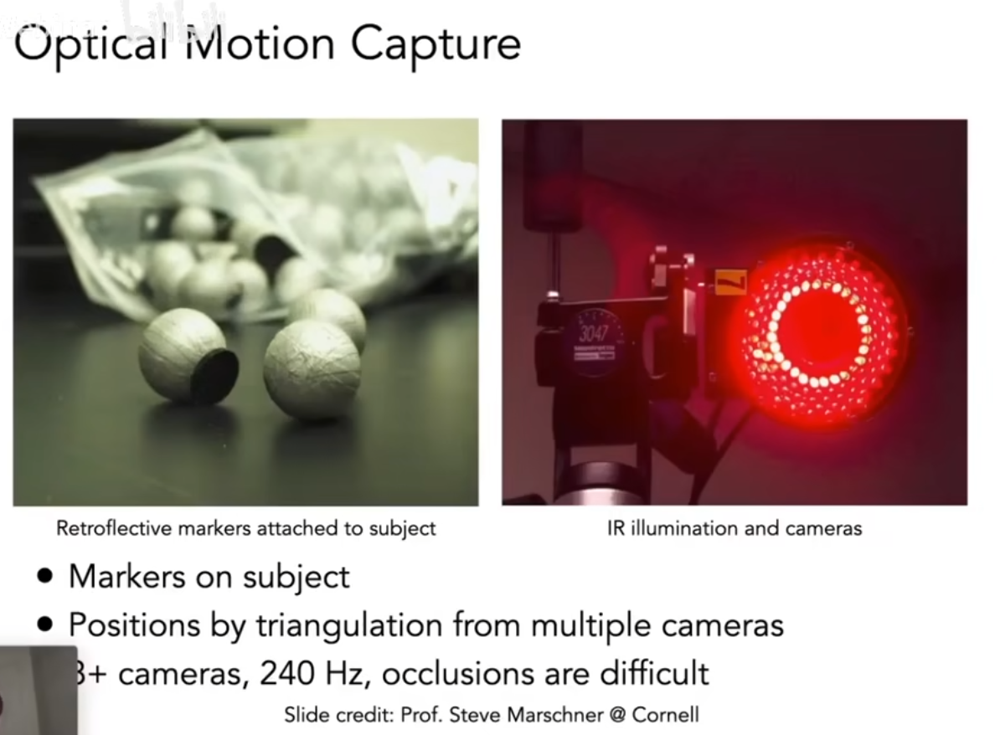 Optical Motion Capture
3047
Retroflective markers attached to subject
IR illumination and cameras
● Markers on subject
● Positions by triangulation from multiple cameras
+ cameras, 240 Hz, occlusions are difficult
Slide credit: Prof. Steve Marschner @ Cornell